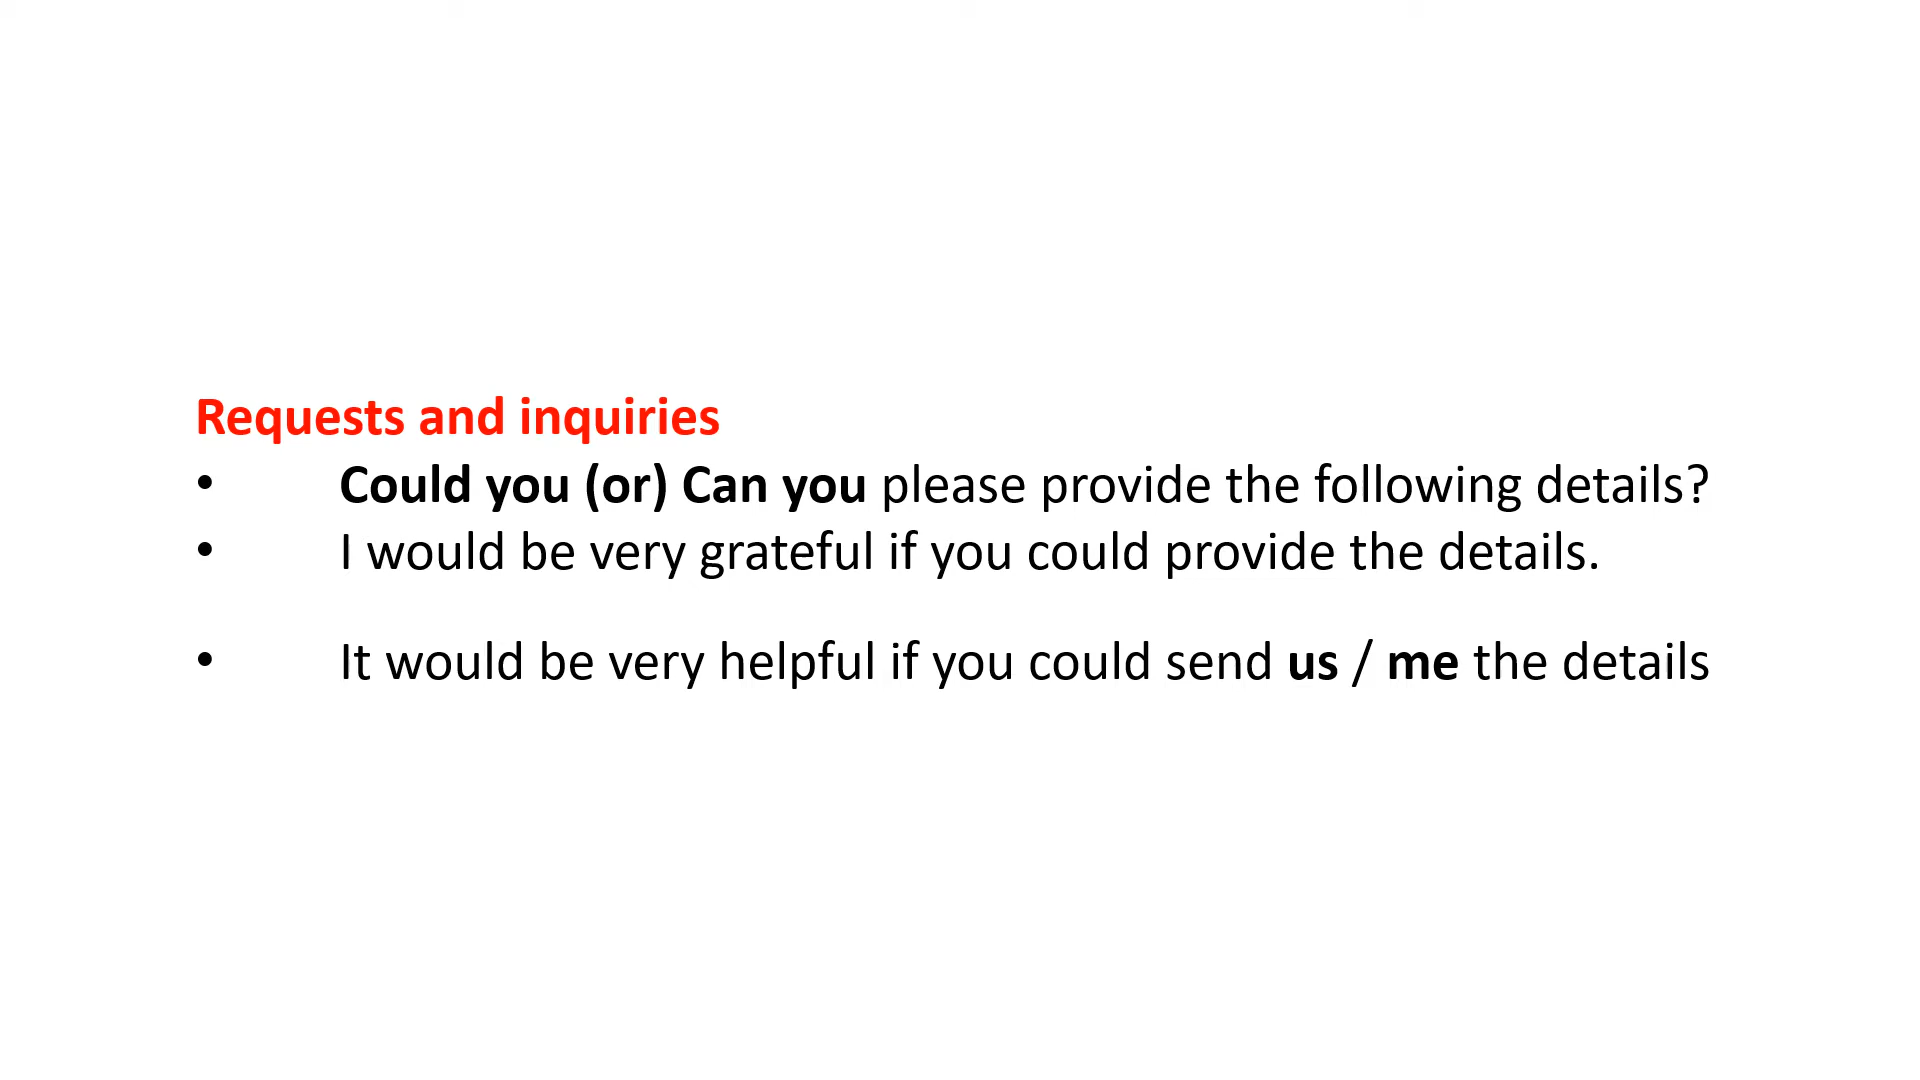 Requests and inquiries
• Could you (or) Can you please provide the following details?
• I would be very grateful if you could provide the details.
• It would be very helpful if you could send us / me the details